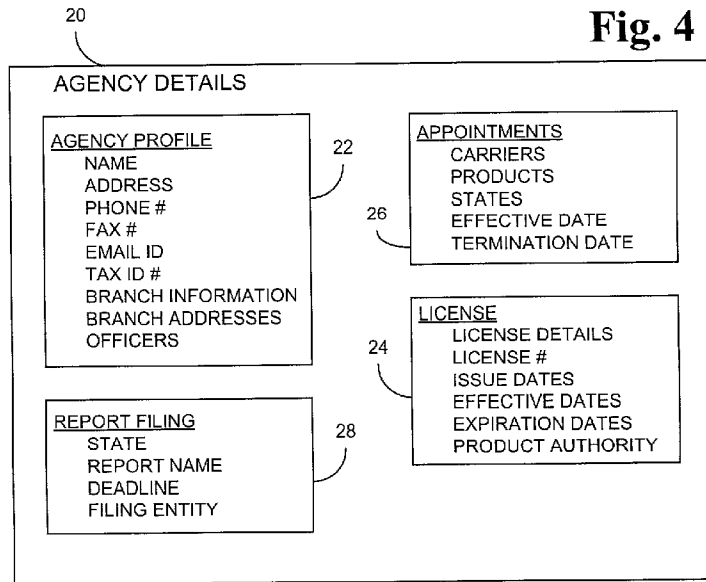 Fig. 4
20
AGENCY DETAILS
AGENCY PROFILE
NAME
ADDRESS
PHONE #
FAX #
EMAIL ID
TAX ID #
BRANCH INFORMATION
BRANCH ADDRESSES
OFFICERS
22
APPOINTMENTS
CARRIERS
PRODUCTS
STATES
EFFECTIVE DATE
TERMINATION DATE
26
LICENSE
LICENSE DETAILS
LICENSE #
ISSUE DATES
EFFECTIVE DATES
EXPIRATION DATES
PRODUCT AUTHORITY
24
REPORT FILING
STATE
REPORT NAME
DEADLINE
FILING ENTITY
28